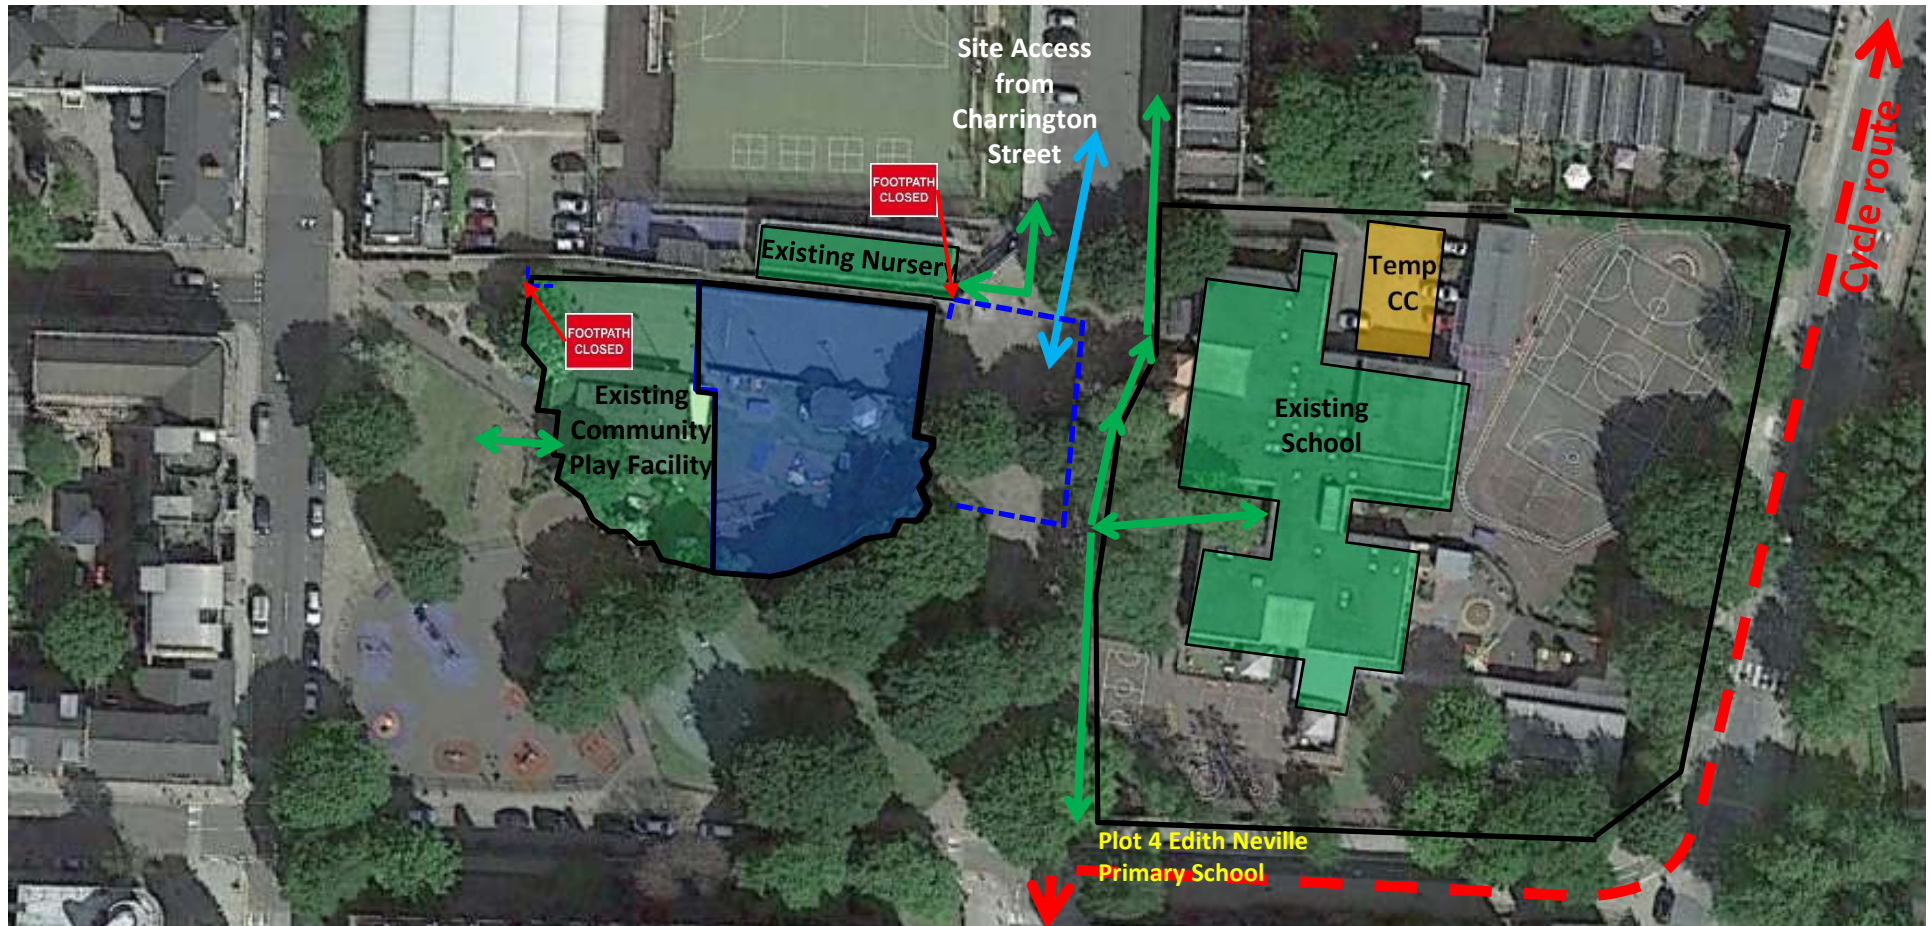 Site Access
from
Charrington
Street
FOOTPATH
CLOSED
Existing Nursery
Cycle route
Temp
CC
FOOTPATH
CLOSED
Existing
Community
Play Facility
Existing
School
Plot 4 Edith Neville
Primary School